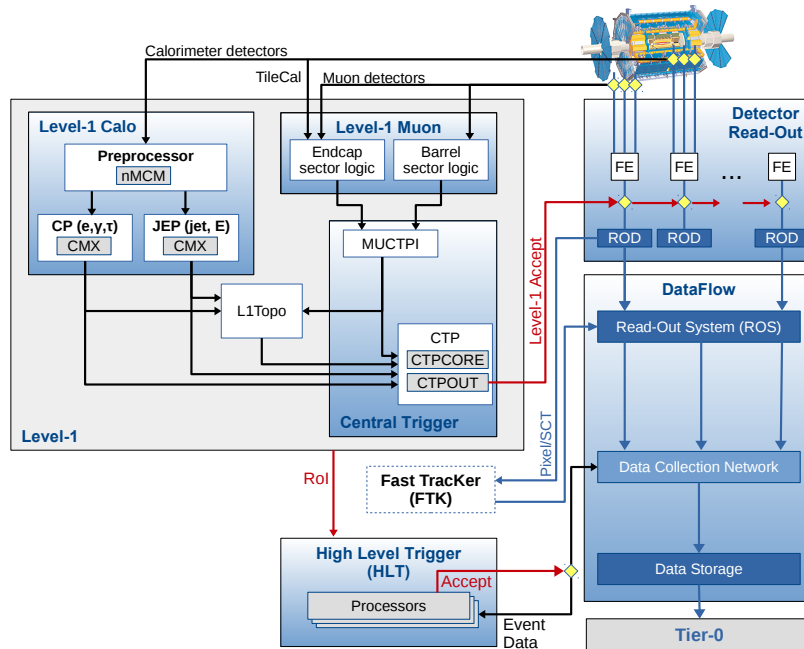 Calorimeter detectors
TileCal
Muon detectors
Level-1 Calo
Preprocessor
nMCM
CP (e,γ,τ)
CMX
JEP (jet, E)
CMX
Level-1 Muon
Endcap
sector logic
Barrel
sector logic
MUCTPI
L1Topo
CTP
CTPCORE
CTPOUT
Central Trigger
Level-1
Level-1 Accept
Detector
Read-Out
FE
FE
...
FE
ROD
ROD
ROD
DataFlow
Read-Out System (ROS)
Pixel/SCT
Data Collection Network
Data Storage
Tier-0
RoI
Fast TracKer
(FTK)
High Level Trigger
(HLT)
Accept
Processors
Event
Data